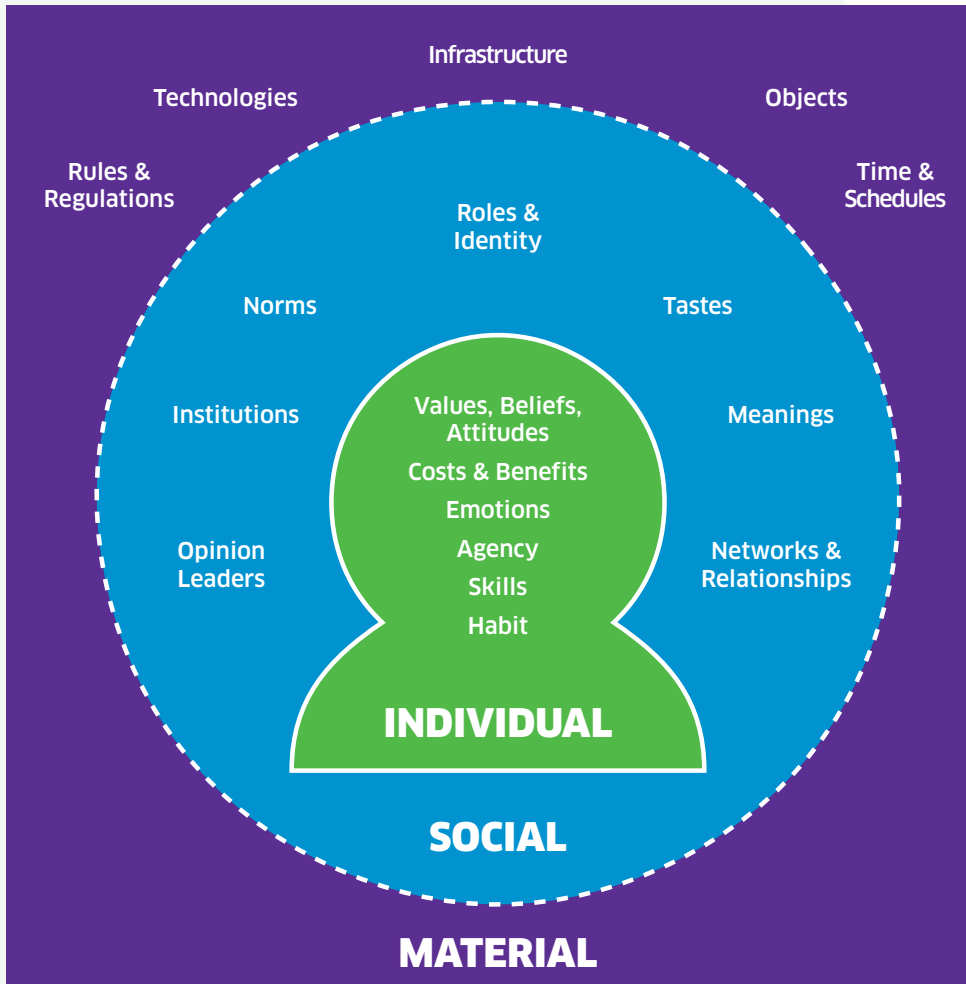 Infrastructure
Technologies
Objects
Rules &
Regulations
Time &
Schedules
Roles &
Identity
Norms
Tastes
Institutions
Meanings
Opinion
Leaders
Networks &
Relationships
Values, Beliefs,
Attitudes
Costs & Benefits
Emotions
Agency
Skills
Habit
INDIVIDUAL
SOCIAL
MATERIAL